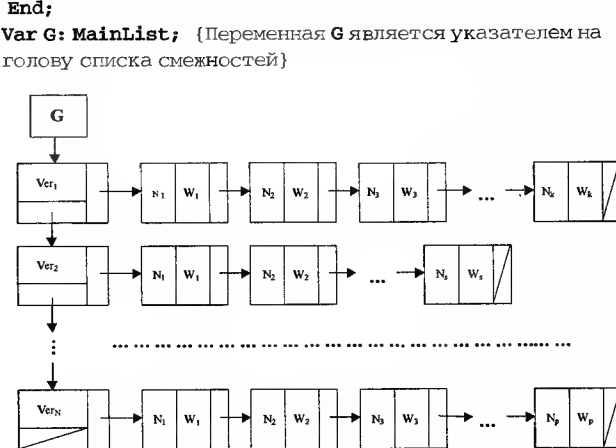 End;
Var G: MainList; {Переменная G является указателем на
голову списка смежностей}
G
Ver₁ N₁ W₁ N₂ W₂ N₃ W₃ ... Nₖ Wₖ
Ver₂ N₁ W₁ N₂ W₂ ... Nₛ Wₛ
Ver_N N₁ W₁ N₂ W₂ N₃ W₃ ... Nₚ Wₚ